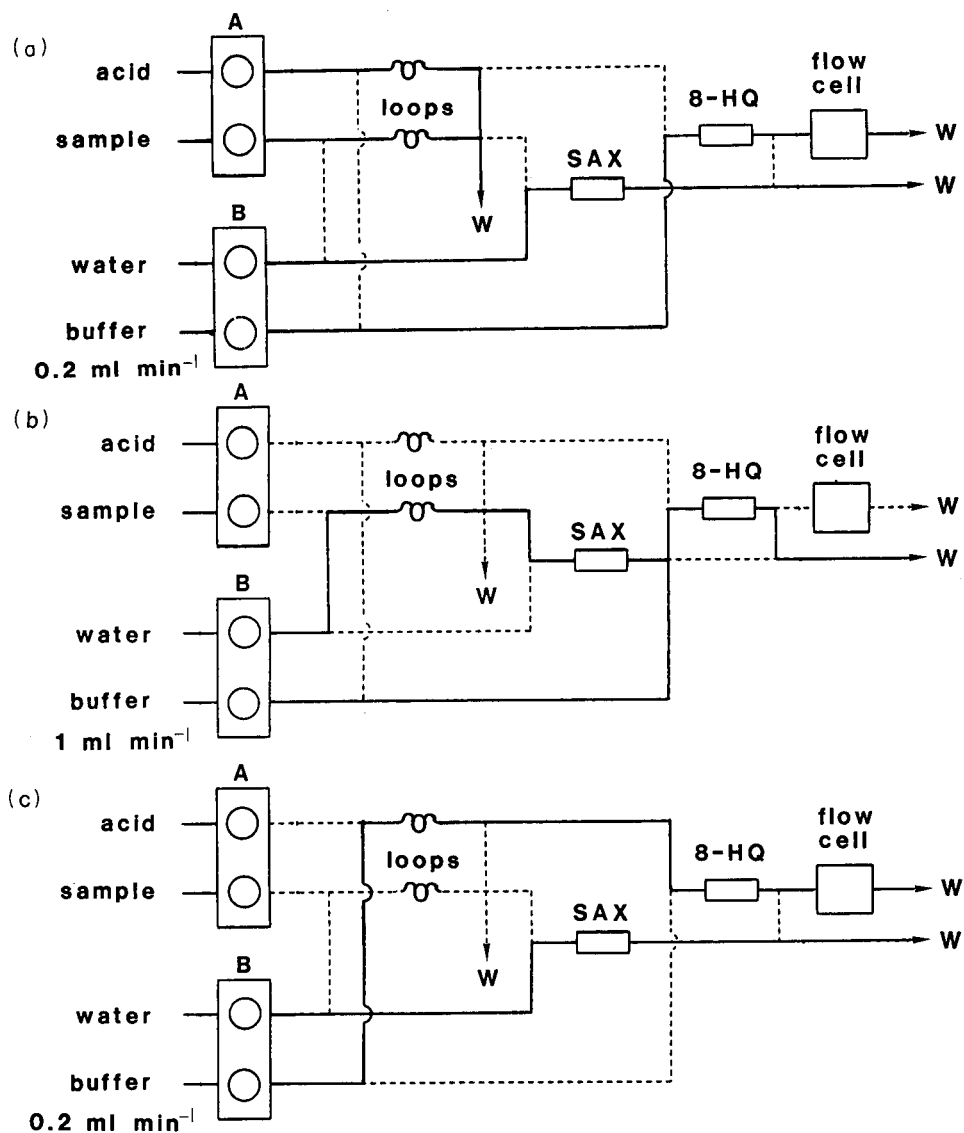 (a)
A
acid
sample
loops
W
B
water
buffer
0.2 ml min⁻¹
SAX
8-HQ
flow
cell
W
W
(b)
A
acid
sample
loops
W
B
water
buffer
1 ml min⁻¹
SAX
8-HQ
flow
cell
W
W
(c)
A
acid
sample
loops
W
B
water
buffer
0.2 ml min⁻¹
SAX
8-HQ
flow
cell
W
W